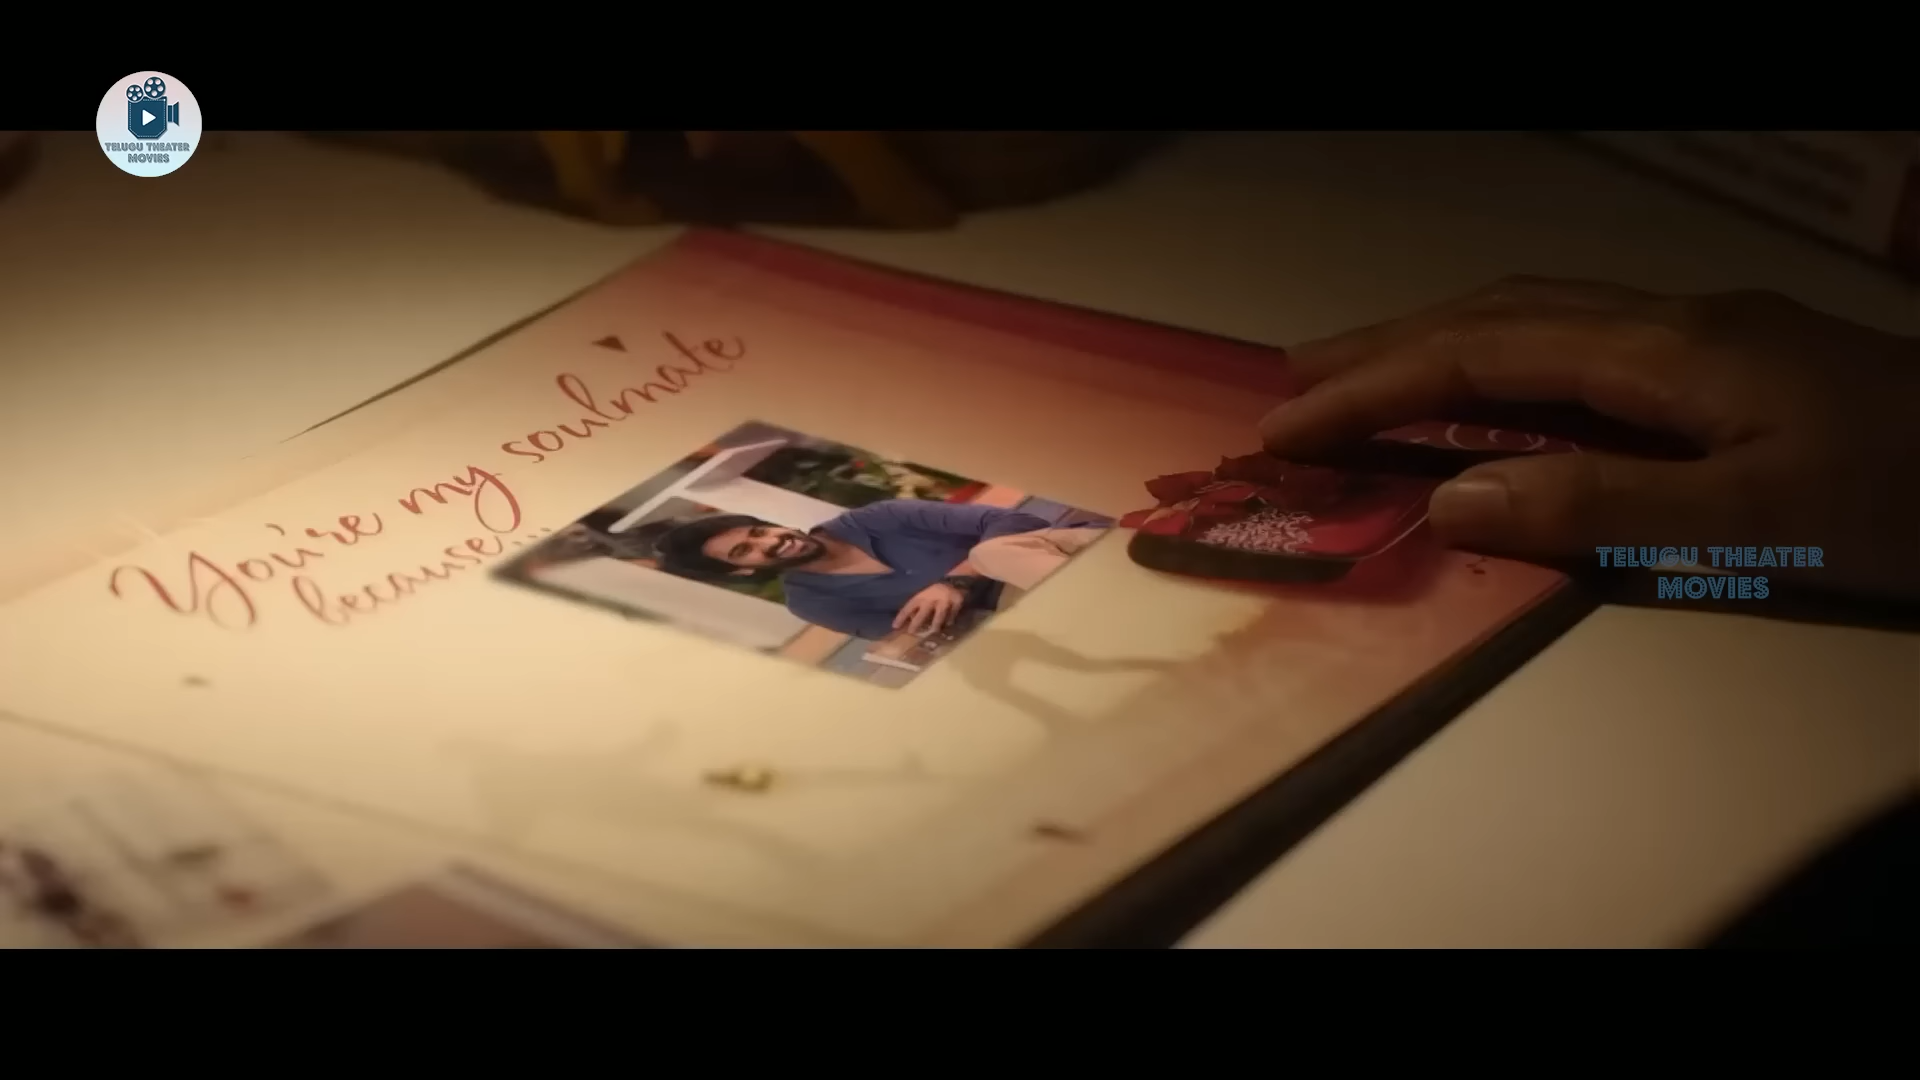 TELUGU THEATER
MOVIES
You're my soulmate
because...
TELUGU THEATER
MOVIES